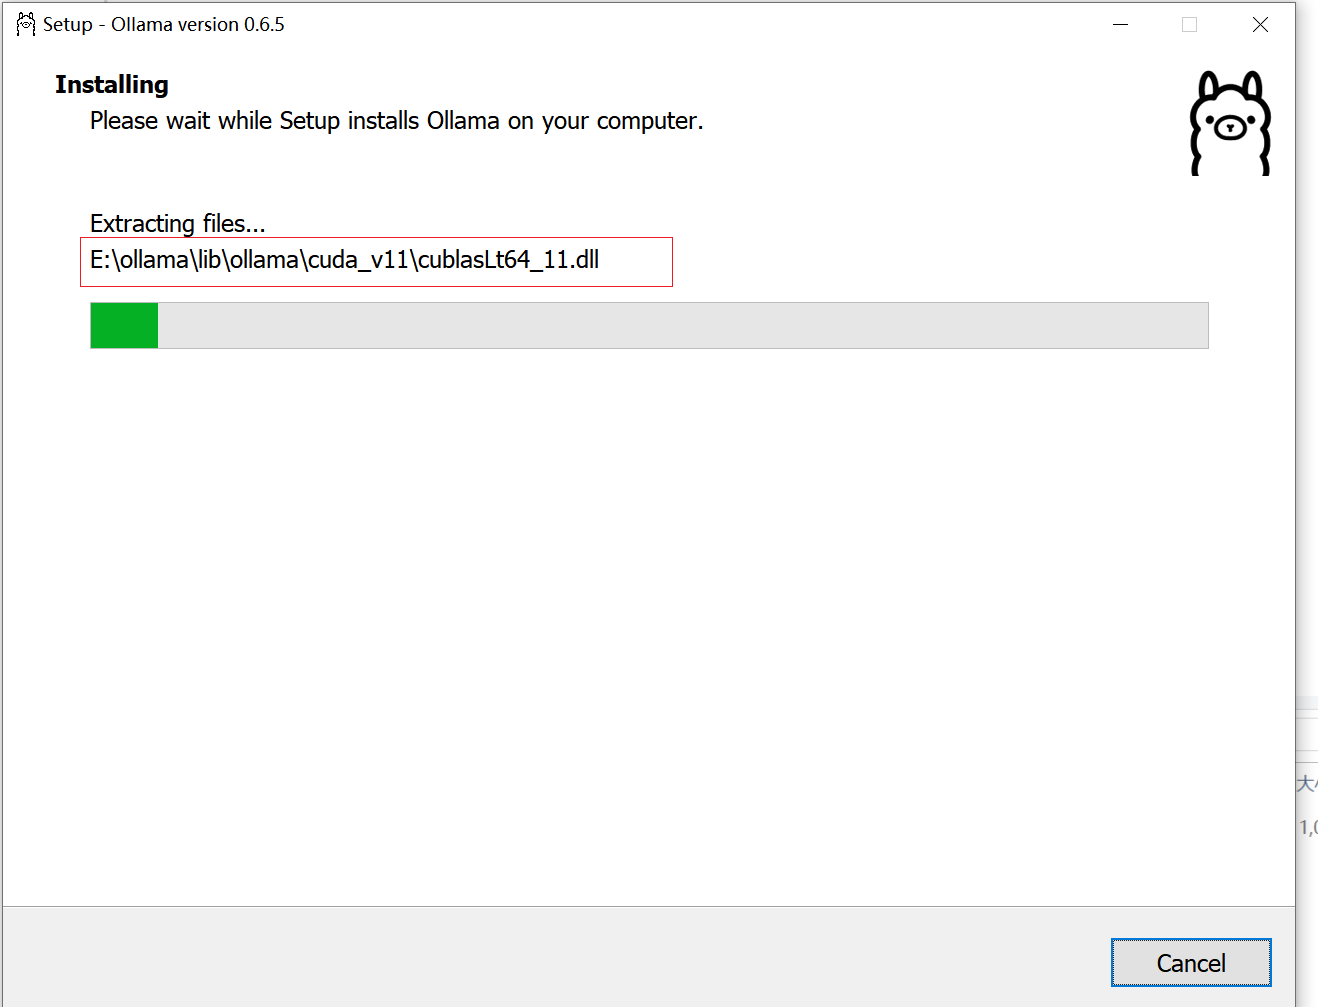 Setup - Ollama version 0.6.5
Installing
Please wait while Setup installs Ollama on your computer.
Extracting files...
E:\ollama\lib\ollama\cuda_v11\cublasLt64_11.dll
大
1,
Cancel